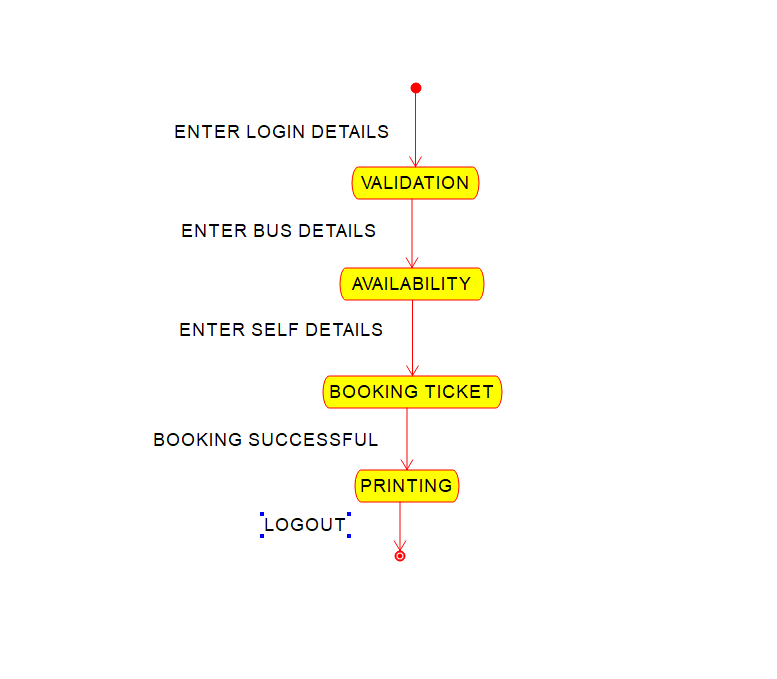 ENTER LOGIN DETAILS
VALIDATION
ENTER BUS DETAILS
AVAILABILITY
ENTER SELF DETAILS
BOOKING TICKET
BOOKING SUCCESSFUL
PRINTING
LOGOUT